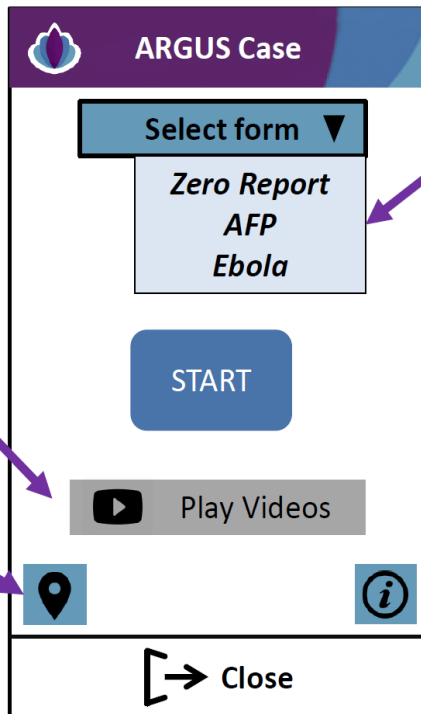 ARGUS Case
Select form
Zero Report
AFP
Ebola
START
Play Videos
i
Close